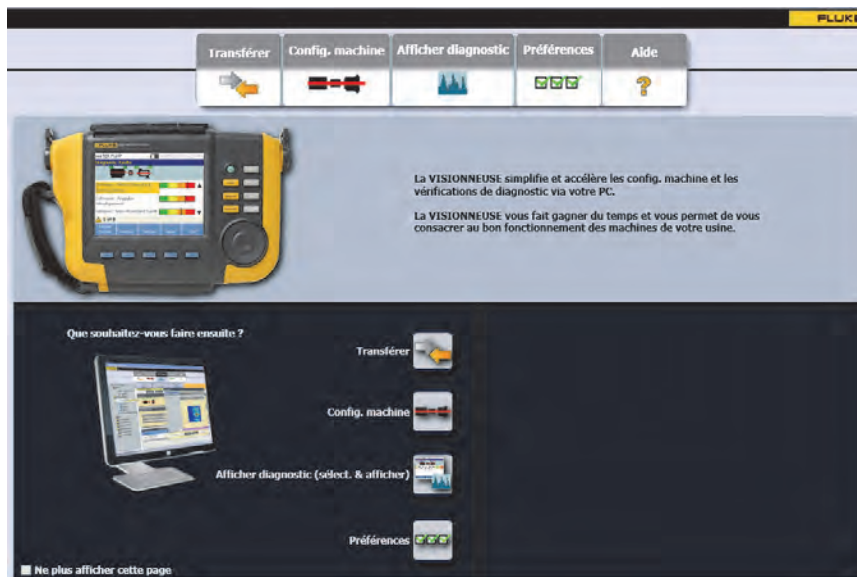 FLUKE
Transférer
Config. machine
Afficher diagnostic
Préférences
Aide
La VISIONNEUSE simplifie et accélère les config. machine et les
vérifications de diagnostic via votre PC.
La VISIONNEUSE vous fait gagner du temps et vous permet de vous
consacrer au bon fonctionnement des machines de votre usine.
Que souhaitez-vous faire ensuite ?
Transférer
Config. machine
Afficher diagnostic (sélect. & afficher)
Préférences
Ne plus afficher cette page